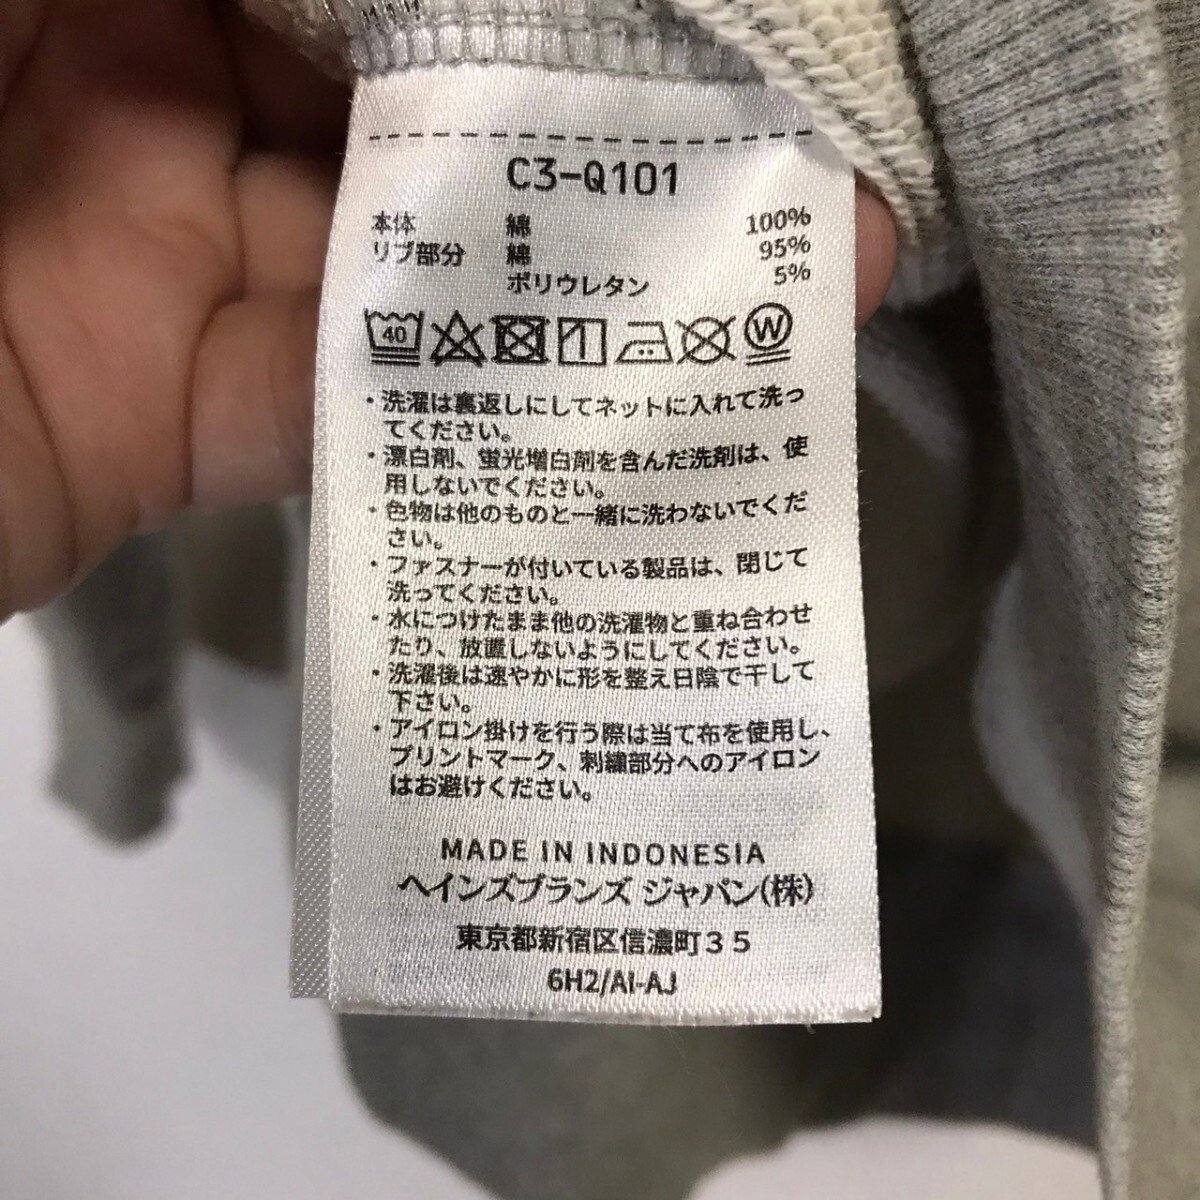 C3-Q101
本体 綿 100%
リブ部分 綿 95%
ポリウレタン 5%
40 W
・洗濯は裏返しにしてネットに入れて洗っ
てください。
・漂白剤、蛍光増白剤を含んだ洗剤は、使
用しないでください。
・色物は他のものと一緒に洗わないでくだ
さい。
・ファスナーが付いている製品は、閉じて
洗ってください。
・水につけたまま他の洗濯物と重ね合わせ
たり、放置しないようにしてください。
・洗濯後は速やかに形を整え日陰で干して
下さい。
・アイロン掛けを行う際は当て布を使用し、
プリントマーク、刺繍部分へのアイロン
はお避けください。
MADE IN INDONESIA
ヘインズブランズ ジャパン(株)
東京都新宿区信濃町３５
6H2/AI-AJ